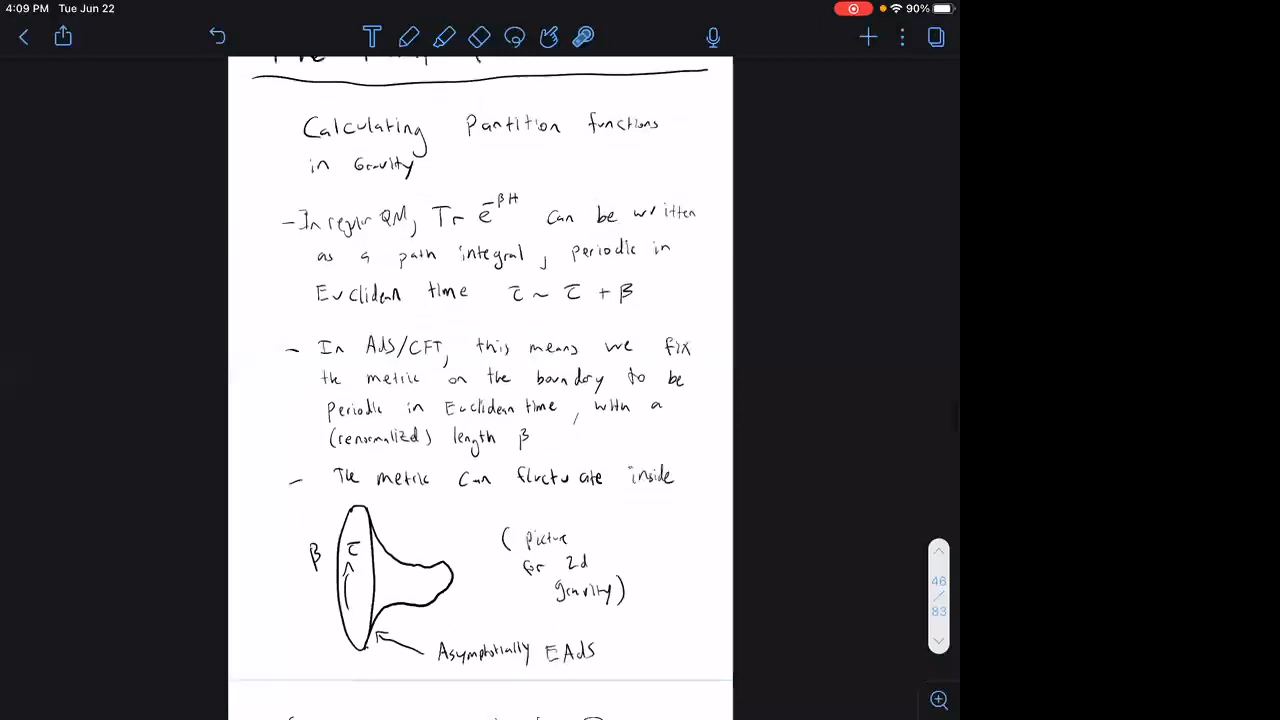 4:09 PM Tue Jun 22
90%
Calculating Partition functions
in Gravity
- In regular QM, Tr e^{-βH} can be written
as a path integral, periodic in
Euclidean time τ ~ τ + β
- In AdS/CFT, this means we fix
the metric on the boundary to be
periodic in Euclidean time, with a
(renormalized) length β
- The metric can fluctuate inside
β τ
( picture
for 2d
gravity)
Asymptotially EAdS
46
/
83